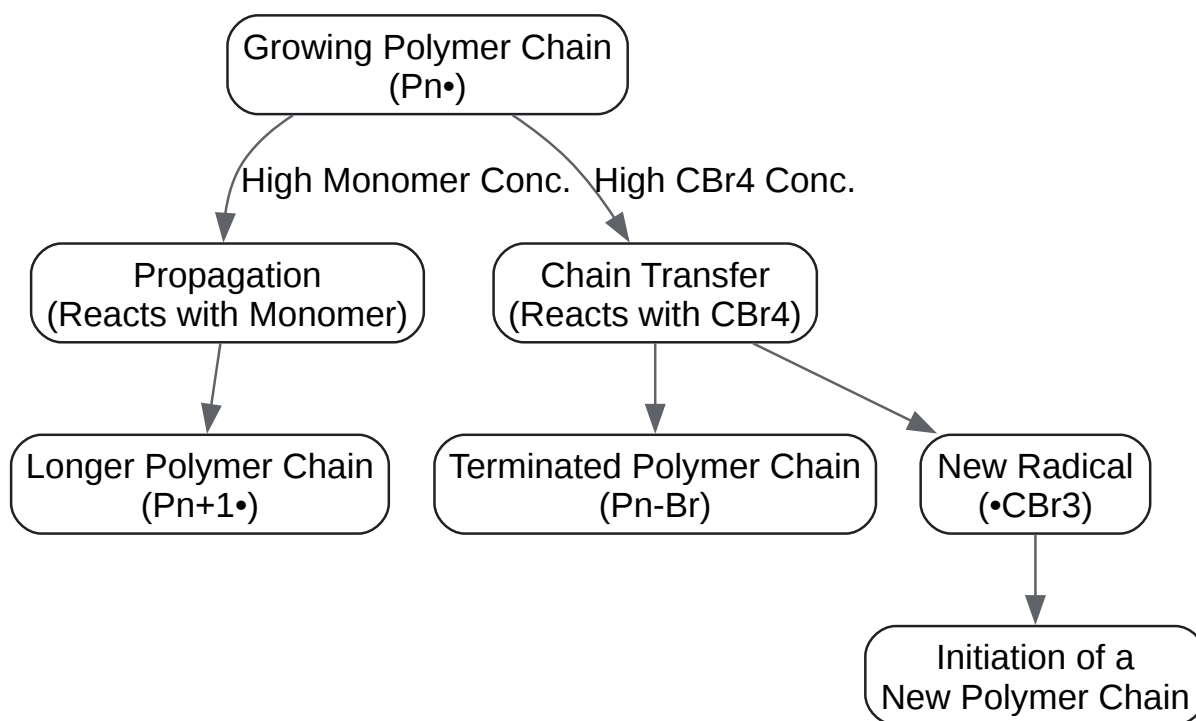 Growing Polymer Chain
(Pn•)
High Monomer Conc.
High CBr4 Conc.
Propagation
(Reacts with Monomer)
Chain Transfer
(Reacts with CBr4)
Longer Polymer Chain
(Pn+1•)
Terminated Polymer Chain
(Pn-Br)
New Radical
(•CBr3)
Initiation of a
New Polymer Chain